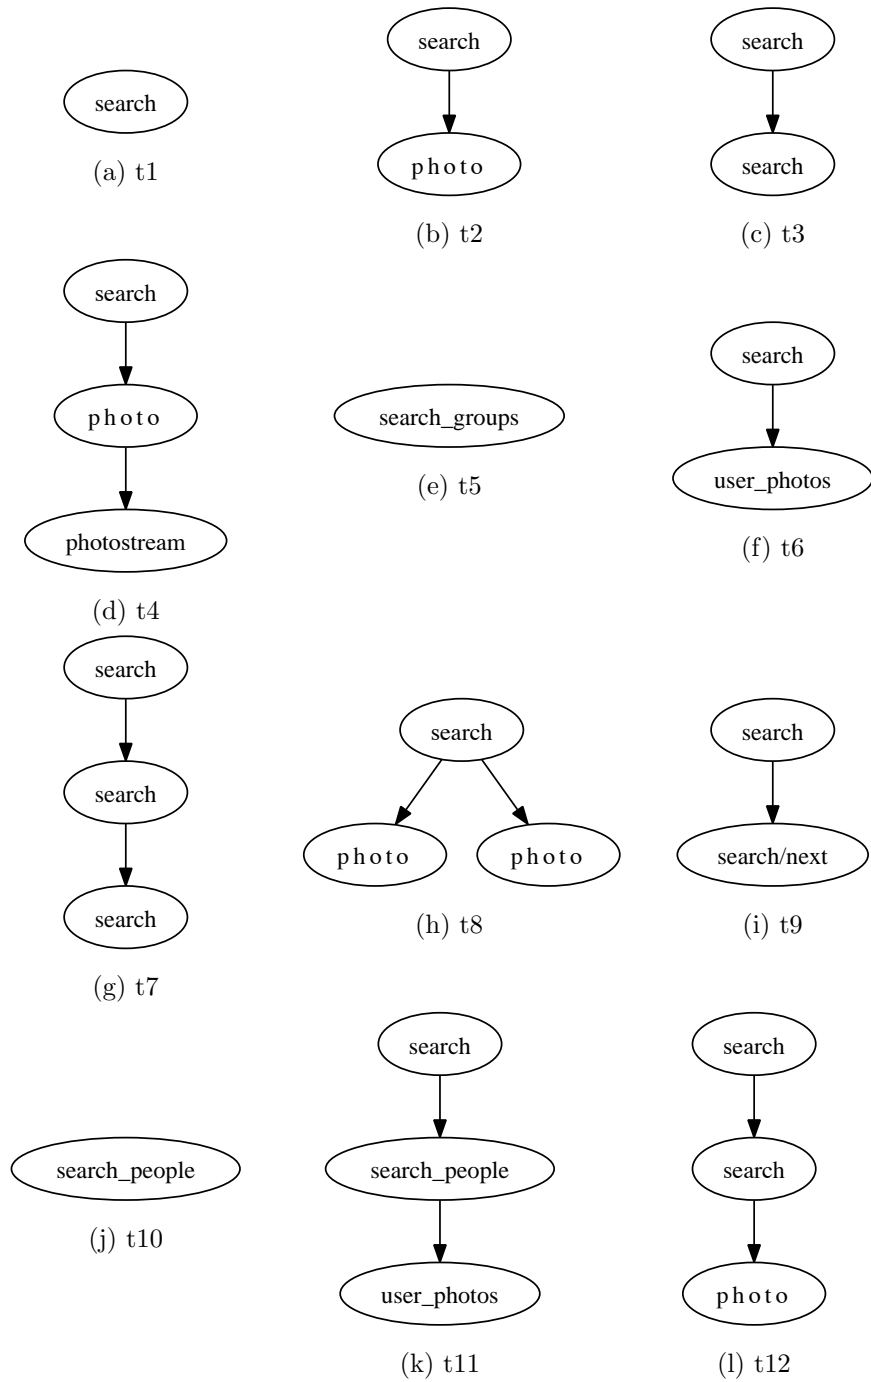 search
(a) t1
search
photo
(b) t2
search
search
(c) t3
search
photo
photostream
(d) t4
search_groups
(e) t5
search
user_photos
(f) t6
search
search
search
(g) t7
search
photo photo
(h) t8
search
search/next
(i) t9
search_people
(j) t10
search
search_people
user_photos
(k) t11
search
search
photo
(l) t12